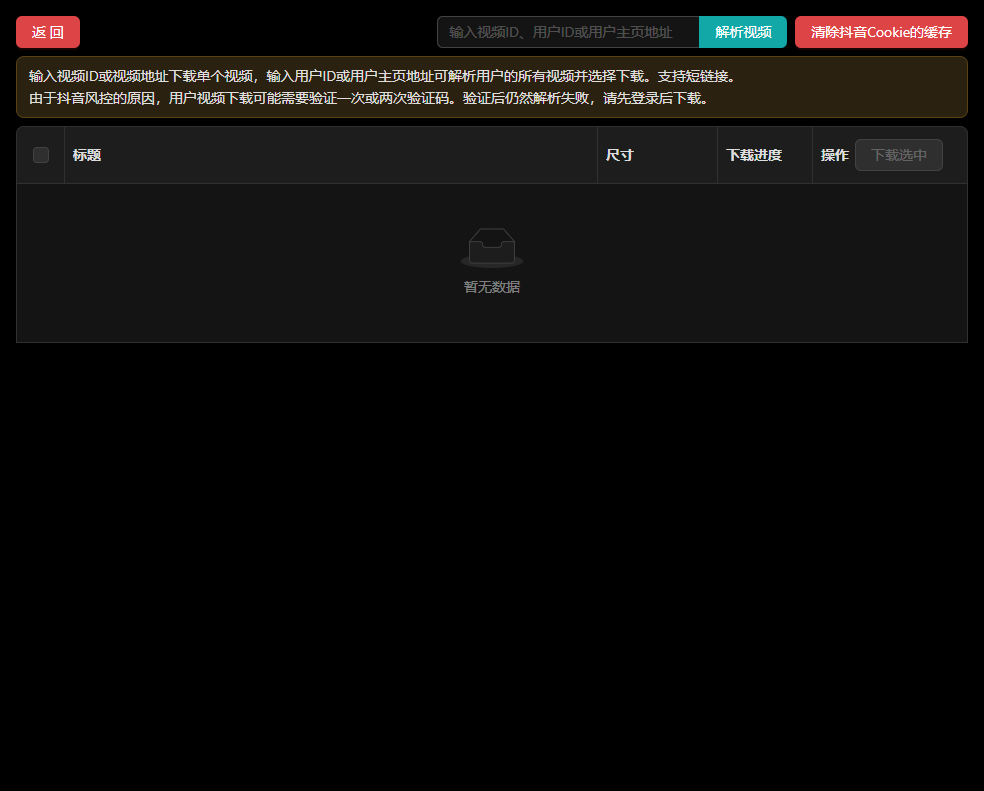 返 回
输入视频ID、用户ID或用户主页地址
解析视频
清除抖音Cookie的缓存
输入视频ID或视频地址下载单个视频，输入用户ID或用户主页地址可解析用户的所有视频并选择下载。支持短链接。
由于抖音风控的原因，用户视频下载可能需要验证一次或两次验证码。验证后仍然解析失败，请先登录后下载。
标题
尺寸
下载进度
操作
下载选中
暂无数据